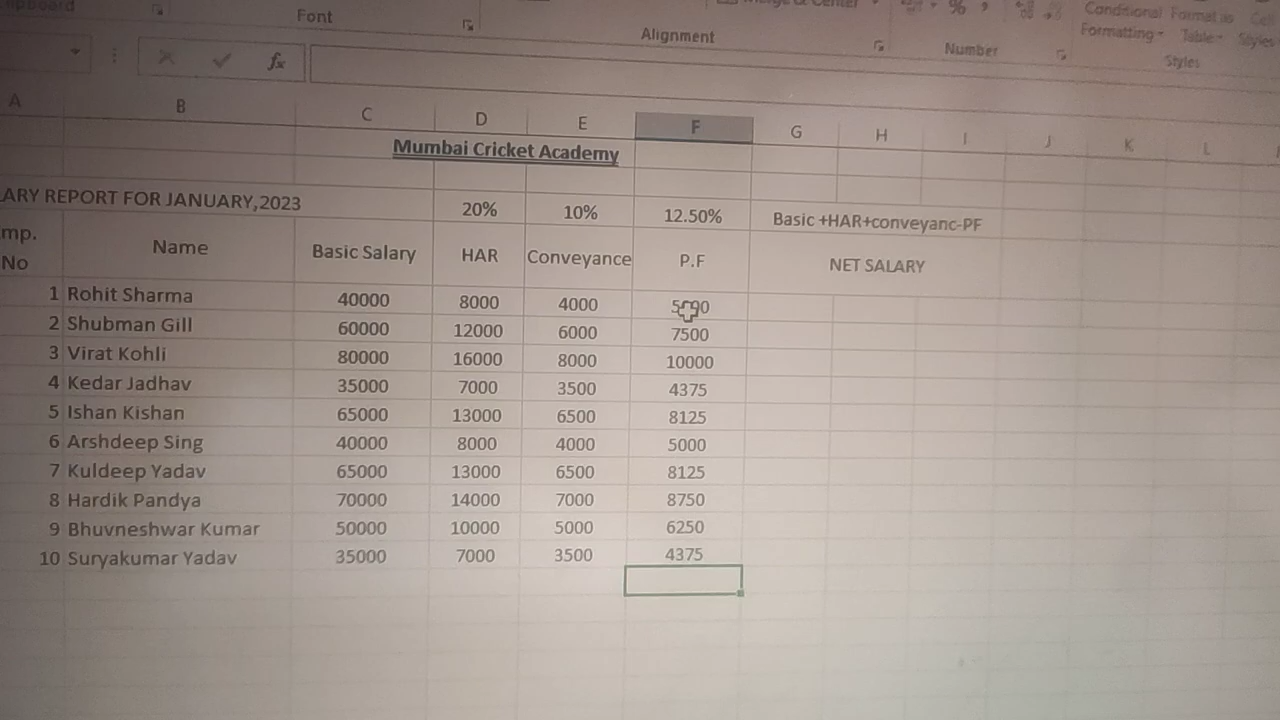 Font
Alignment
Number
Conditional Format as
Formatting Table Styles
Styles
fx
A B C D E F G H I J K L
Mumbai Cricket Academy
ARY REPORT FOR JANUARY,2023 20% 10% 12.50% Basic +HAR+conveyanc-PF
mp. No Name Basic Salary HAR Conveyance P.F NET SALARY
1 Rohit Sharma 40000 8000 4000
2 Shubman Gill 60000 12000 6000 7500
3 Virat Kohli 80000 16000 8000 10000
4 Kedar Jadhav 35000 7000 3500 4375
5 Ishan Kishan 65000 13000 6500 8125
6 Arshdeep Sing 40000 8000 4000 5000
7 Kuldeep Yadav 65000 13000 6500 8125
8 Hardik Pandya 70000 14000 7000 8750
9 Bhuvneshwar Kumar 50000 10000 5000 6250
10 Suryakumar Yadav 35000 7000 3500 4375